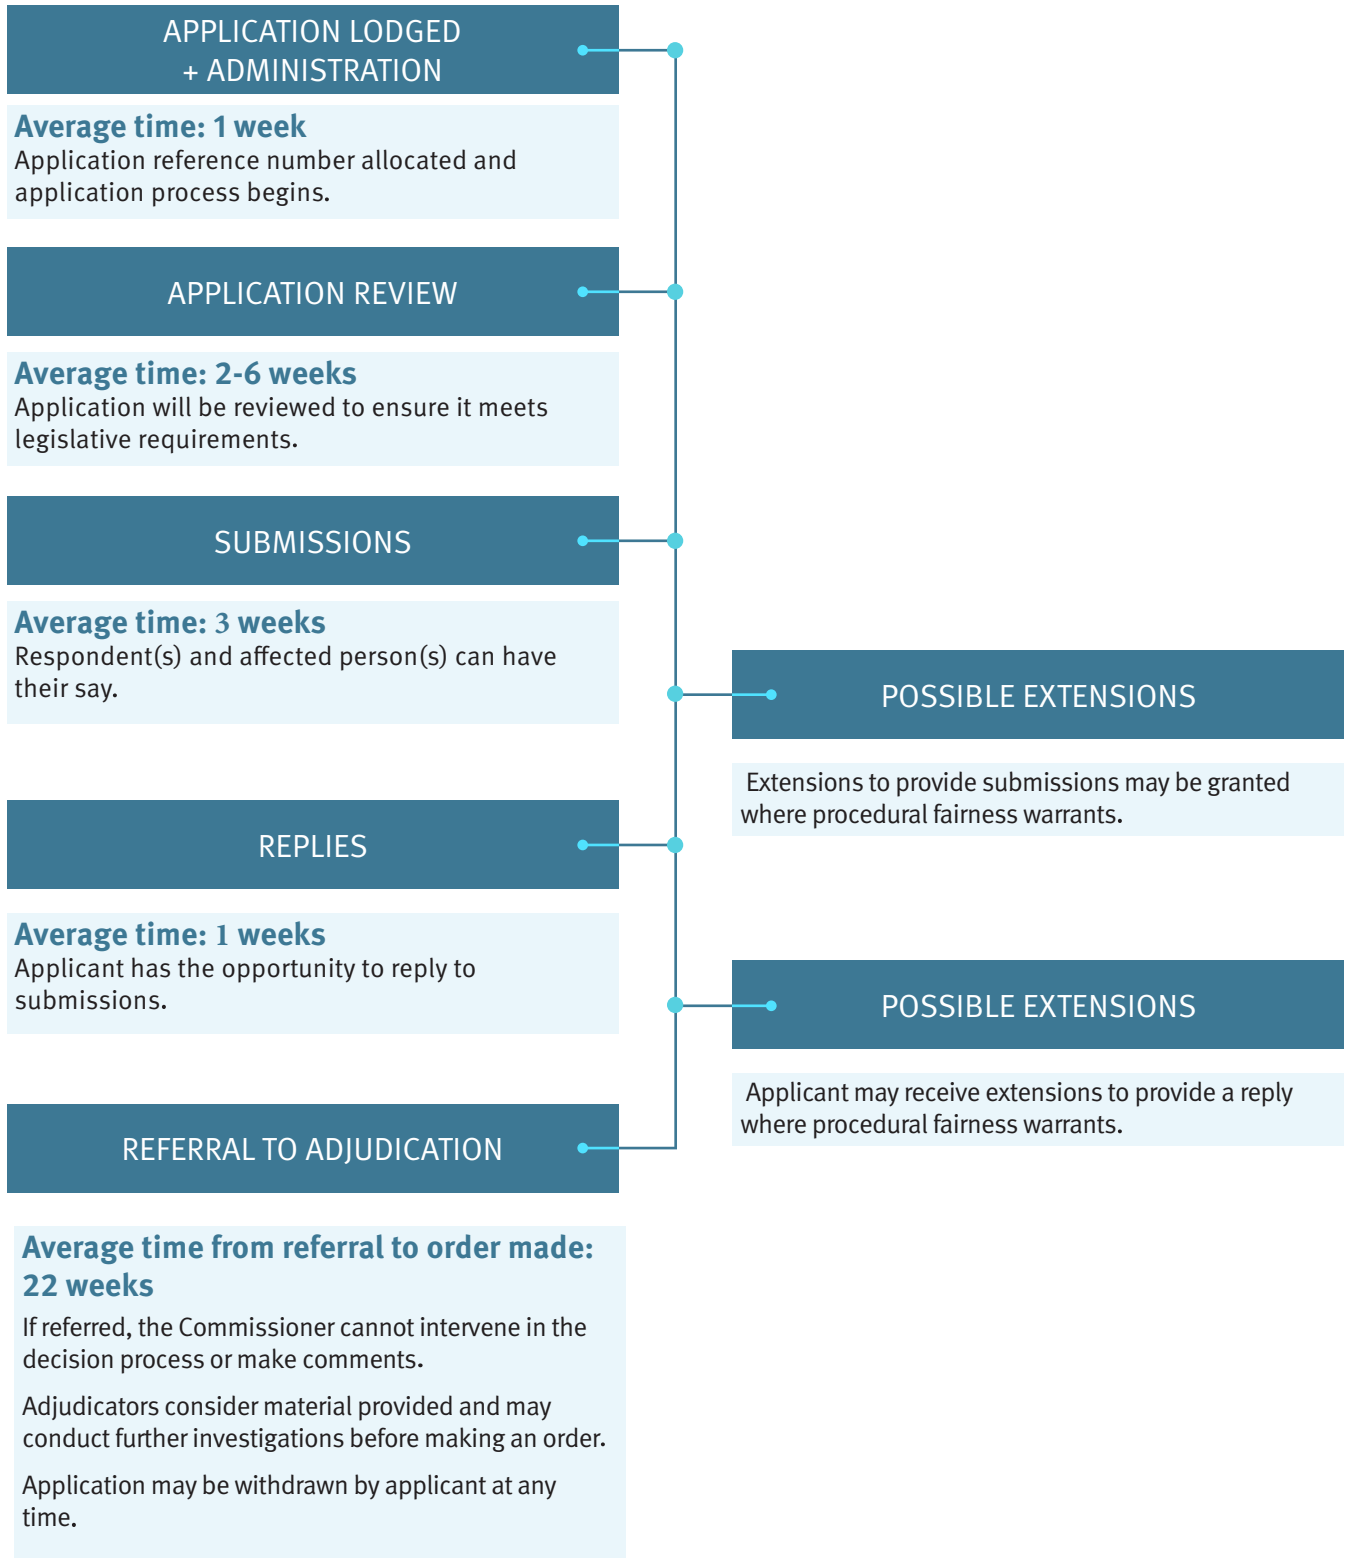 APPLICATION LODGED
+ ADMINISTRATION
Average time: 1 week
Application reference number allocated and
application process begins.
APPLICATION REVIEW
Average time: 2-6 weeks
Application will be reviewed to ensure it meets
legislative requirements.
SUBMISSIONS
Average time: 3 weeks
Respondent(s) and affected person(s) can have
their say.
POSSIBLE EXTENSIONS
Extensions to provide submissions may be granted
where procedural fairness warrants.
REPLIES
Average time: 1 weeks
Applicant has the opportunity to reply to
submissions.
POSSIBLE EXTENSIONS
Applicant may receive extensions to provide a reply
where procedural fairness warrants.
REFERRAL TO ADJUDICATION
Average time from referral to order made:
22 weeks
If referred, the Commissioner cannot intervene in the
decision process or make comments.
Adjudicators consider material provided and may
conduct further investigations before making an order.
Application may be withdrawn by applicant at any
time.